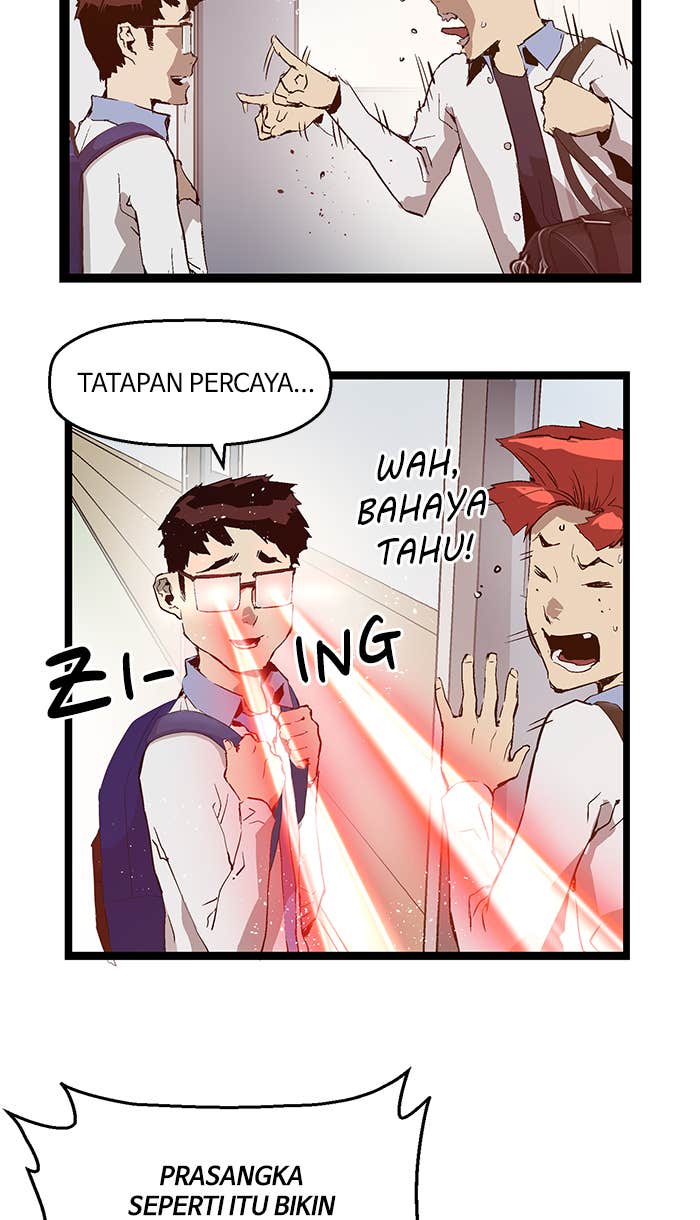 TATAPAN PERCAYA...
WAH,
BAHAYA
TAHU!
ZI-ING
PRASANGKA
SEPERTI ITU BIKIN